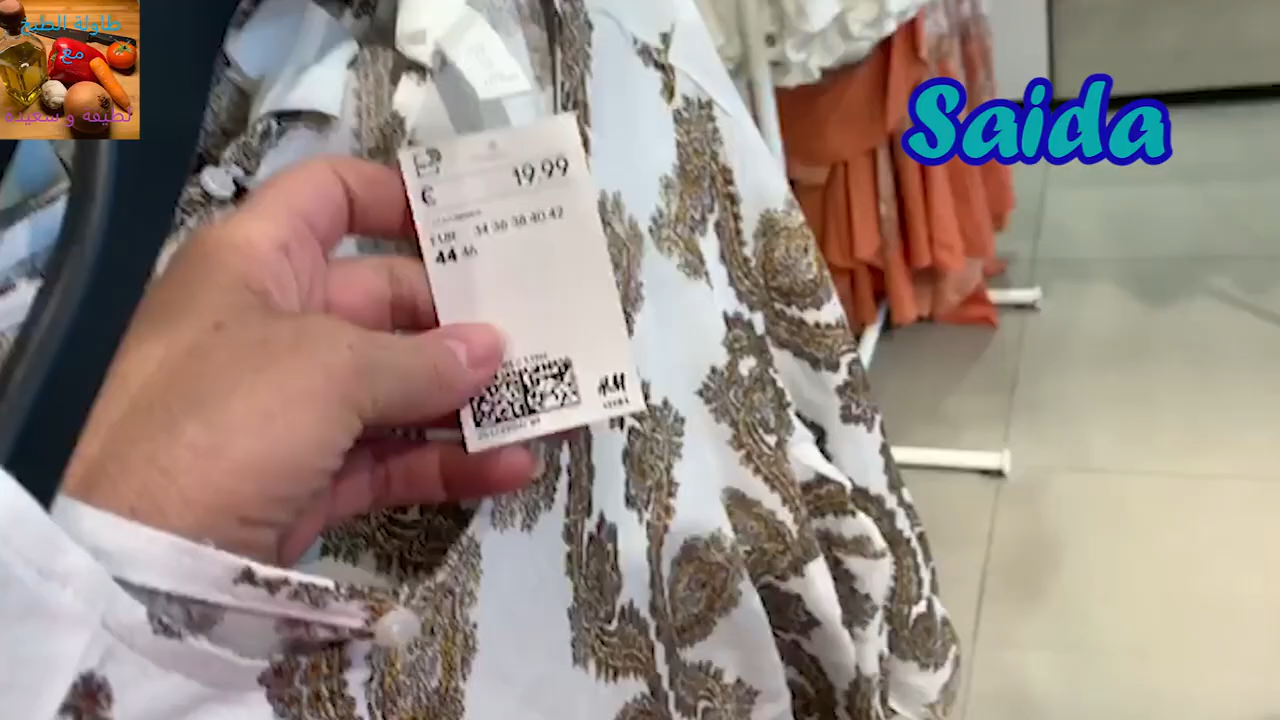 طاولة الطبخ
مع
لطيفة و سعيدة
Saida
19.99
€
EUR 34 36 38 40 42
44 46
H&M